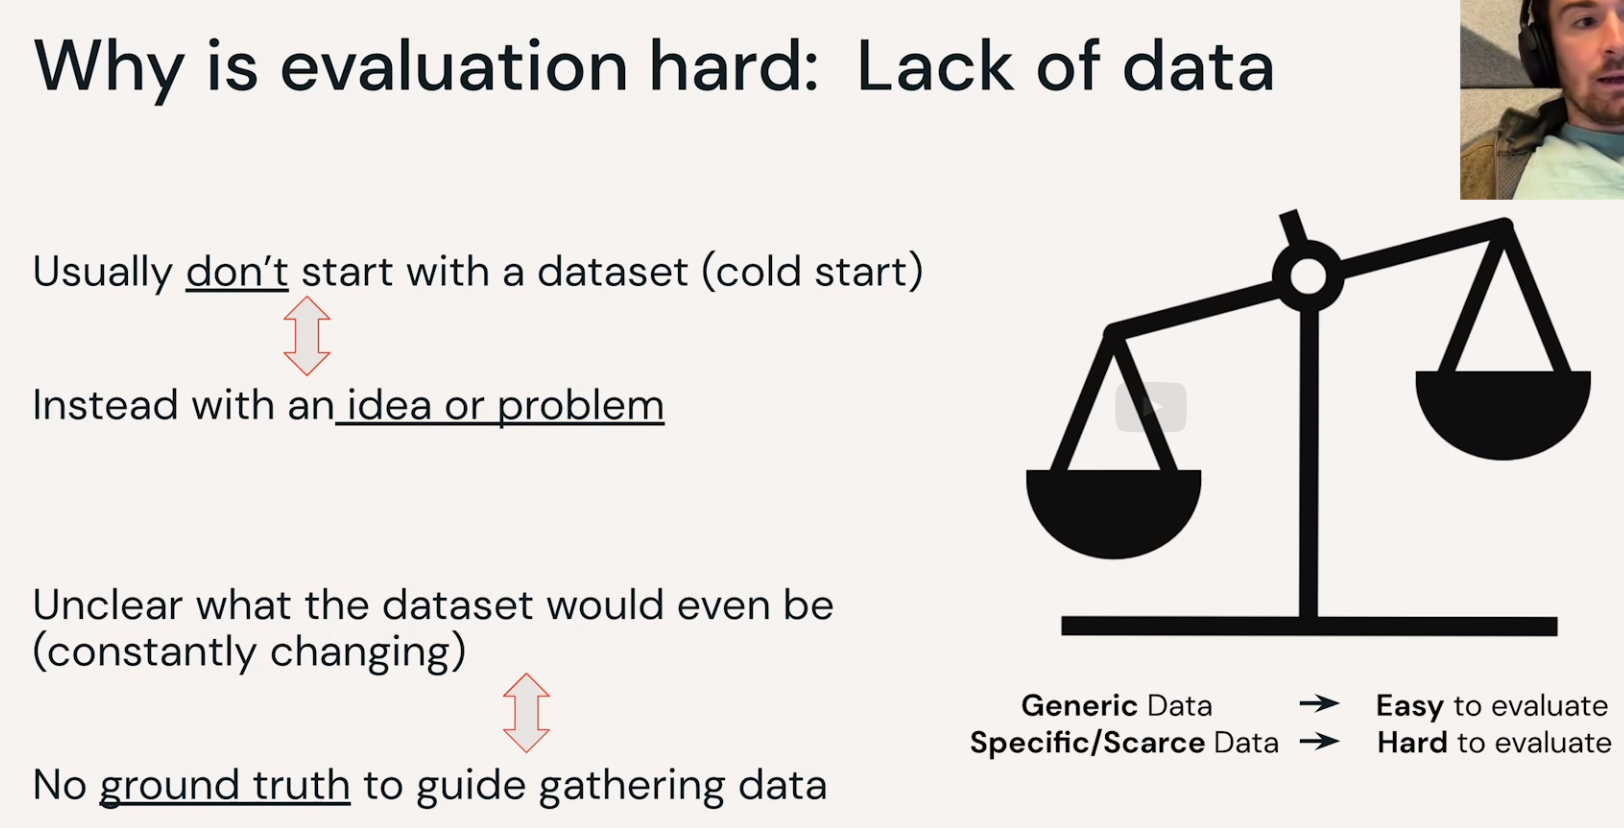 Why is evaluation hard:  Lack of data
Usually don’t start with a dataset (cold start)
Instead with an idea or problem
Unclear what the dataset would even be
(constantly changing)
No ground truth to guide gathering data
Generic Data → Easy to evaluate
Specific/Scarce Data → Hard to evaluate